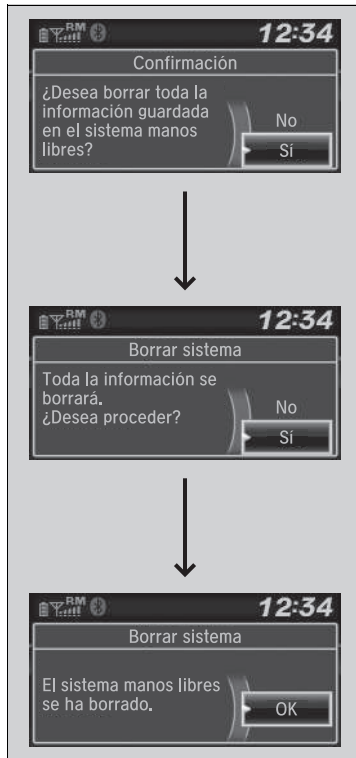 RM 12:34
Confirmación
¿Desea borrar toda la
información guardada
en el sistema manos
libres?
No
Sí
RM 12:34
Borrar sistema
Toda la información se
borrará.
¿Desea proceder?
No
Sí
RM 12:34
Borrar sistema
El sistema manos libres
se ha borrado.
OK